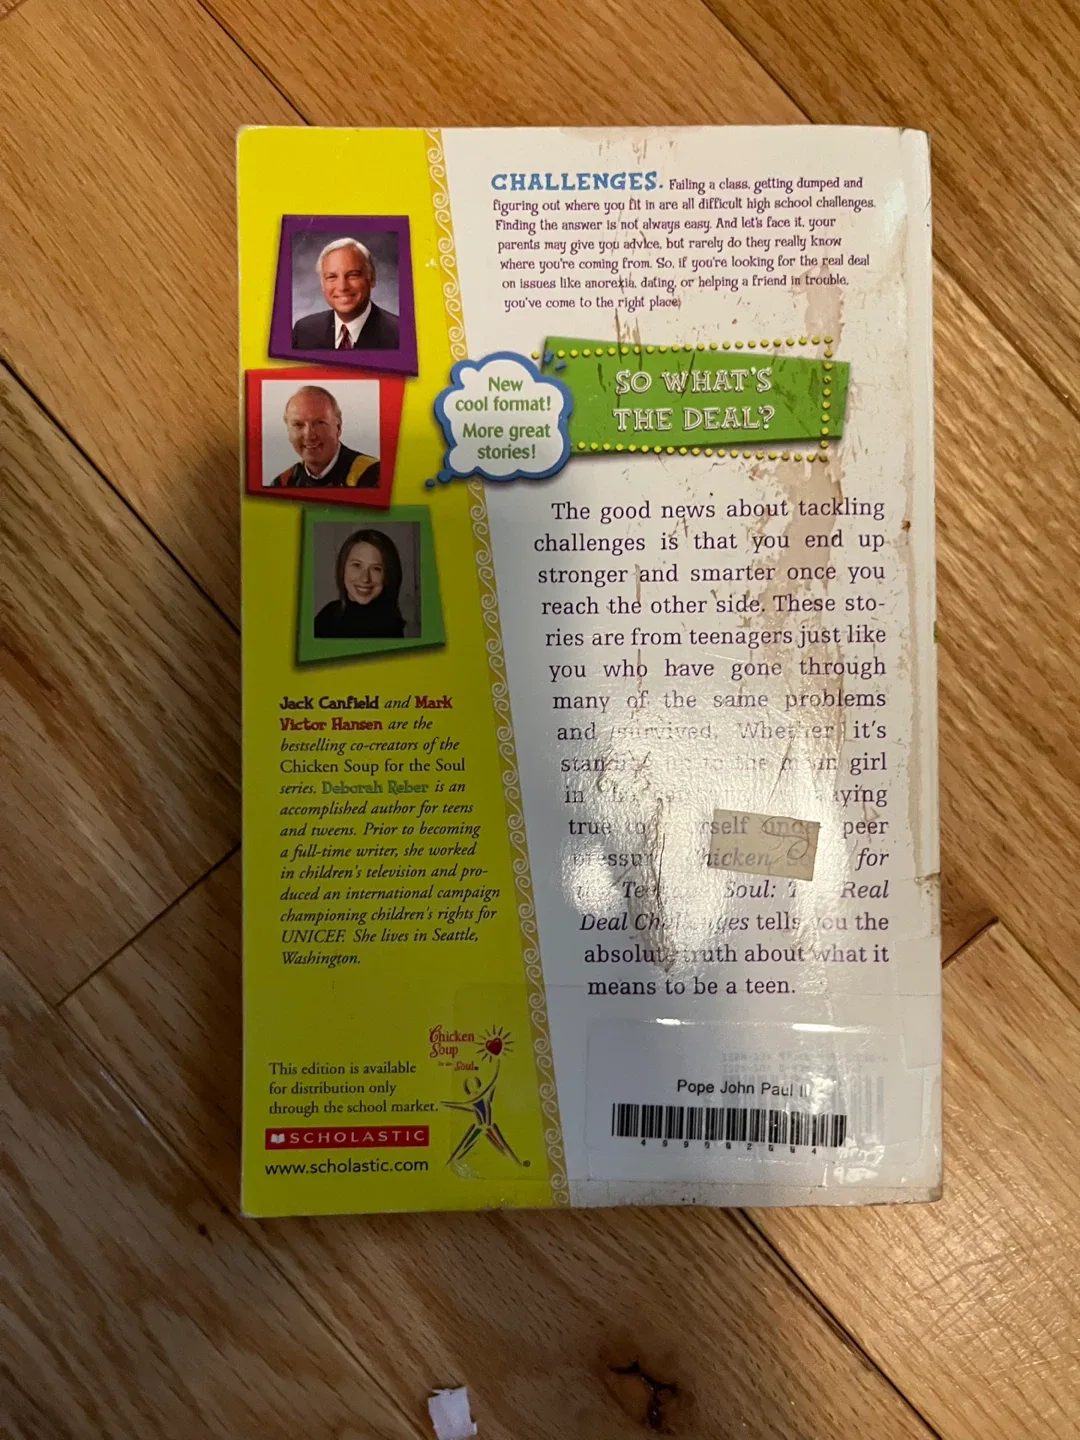 CHALLENGES. Failing a class, getting dumped and
figuring out where you fit in are all difficult high school challenges.
Finding the answer is not always easy. And let's face it, your
parents may give you advice, but rarely do they really know
where you're coming from. So, if you're looking for the real deal
on issues like anorexia, dating, or helping a friend in trouble,
you've come to the right place!
New
cool format!
More great
stories!
SO WHAT'S
THE DEAL?
The good news about tackling
challenges is that you end up
stronger and smarter once you
reach the other side. These sto-
ries are from teenagers just like
you who have gone through
many of the same problems
and survived. Whether it's
to the girl
in
true under peer
for
Soul: Real
Deal tells you the
absolute truth about what it
means to be a teen.
Jack Canfield and Mark
Victor Hansen are the
bestselling co-creators of the
Chicken Soup for the Soul
series. Deborah Reber is an
accomplished author for teens
and tweens. Prior to becoming
a full-time writer, she worked
in children's television and pro-
duced an international campaign
championing children's rights for
UNICEF. She lives in Seattle,
Washington.
Chicken
Soup
for the Soul®
This edition is available
for distribution only
through the school market.
SCHOLASTIC
www.scholastic.com
Pope John Paul II